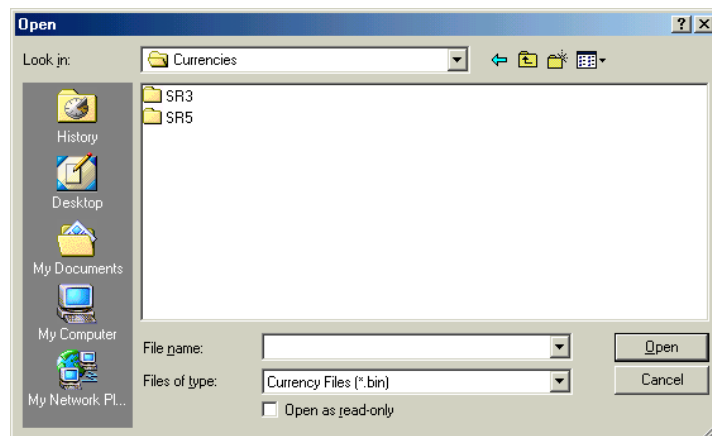 Open
Look in:
Currencies
SR3
SR5
History
Desktop
My Documents
My Computer
My Network Pl...
File name:
Open
Files of type:
Currency Files (*.bin)
Cancel
Open as read-only